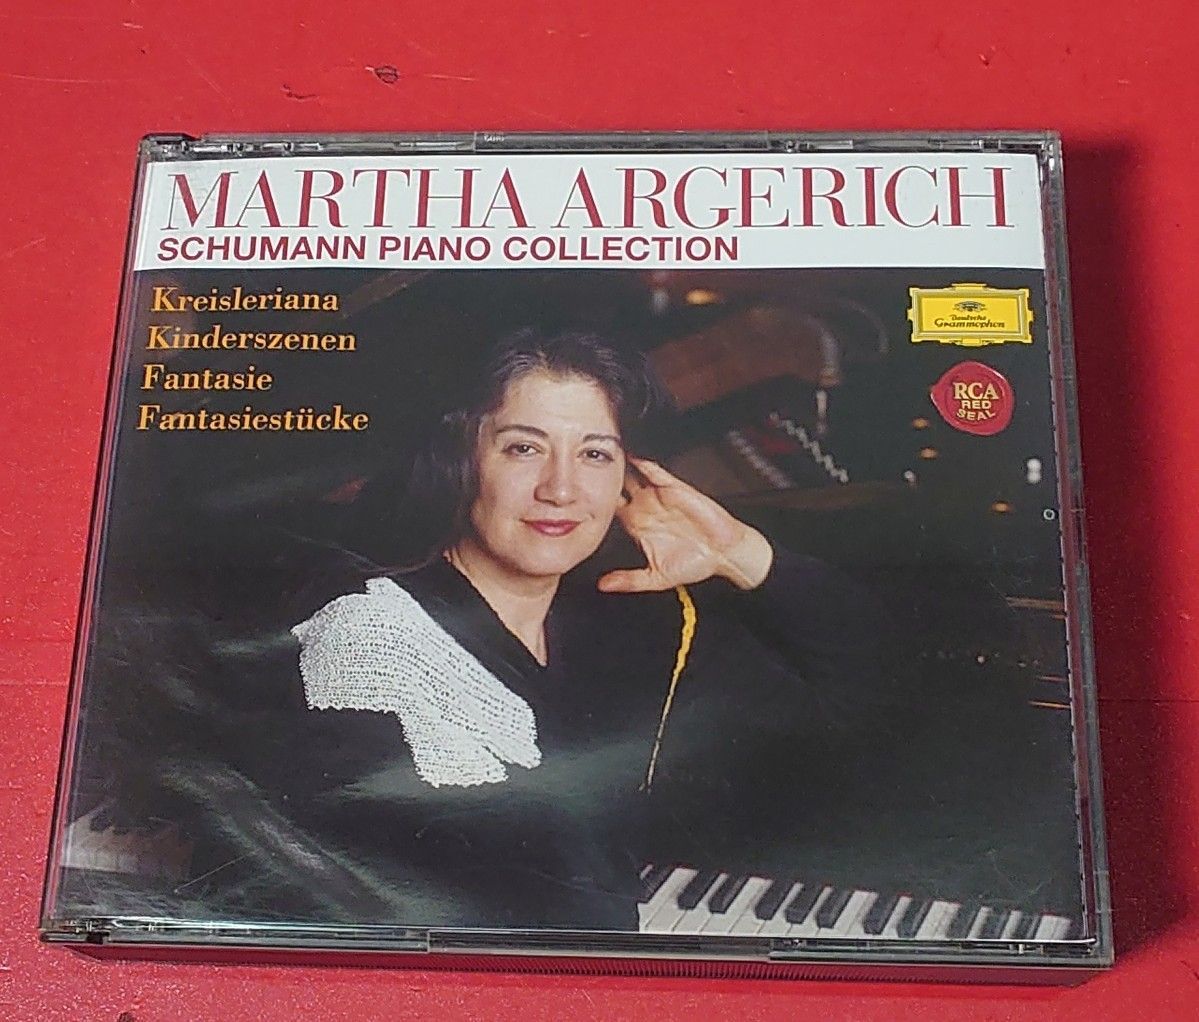 MARTHA ARGERICH
SCHUMANN PIANO COLLECTION
Kreisleriana
Kinderszenen
Fantasie
Fantasiestücke
Deutsche
Grammophon
RCA
RED
SEAL